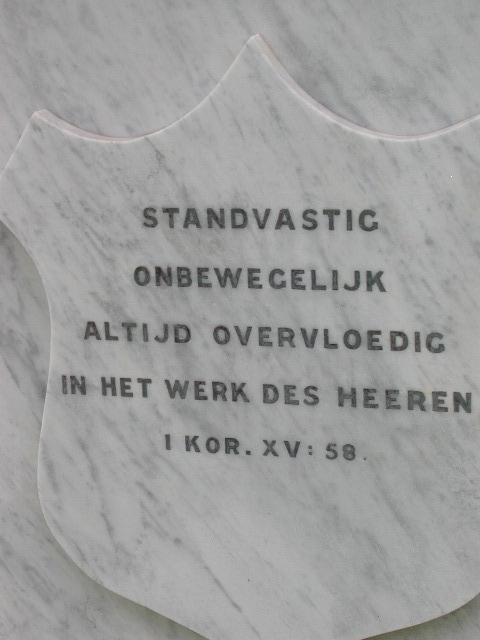 STANDVASTIG
ONBEWEGELIJK
ALTIJD OVERVLOEDIG
IN HET WERK DES HEEREN
I KOR. XV: 58.